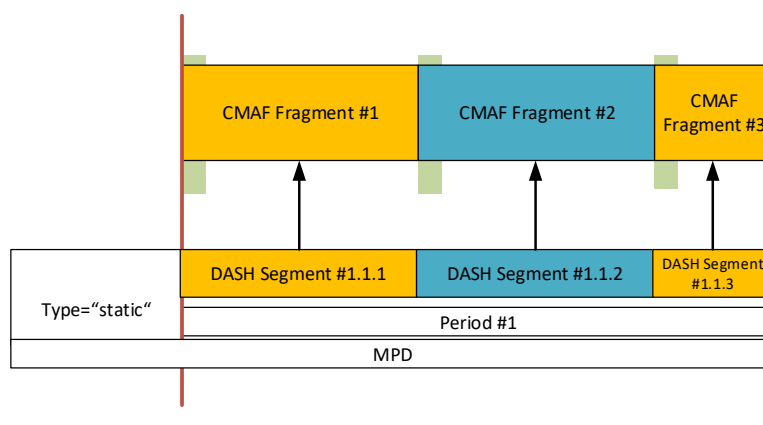 CMAF Fragment #1
CMAF Fragment #2
CMAF
Fragment #3
DASH Segment #1.1.1
DASH Segment #1.1.2
DASH Segment
#1.1.3
Type=“static“
Period #1
MPD